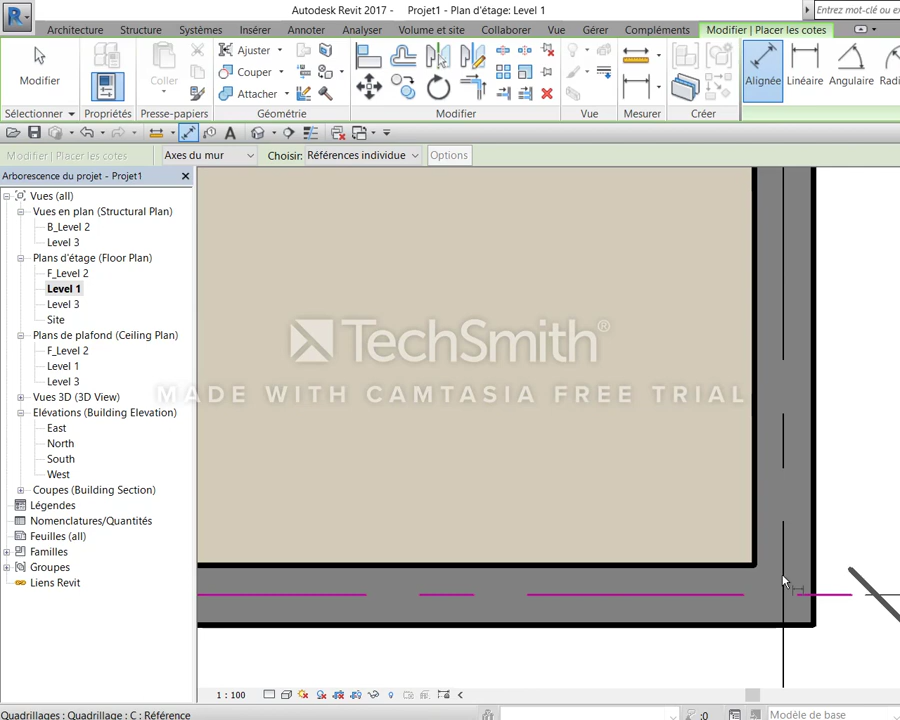 Autodesk Revit 2017 - Projet1 - Plan d'étage: Level 1
Entrez mot-clé ou
Architecture Structure Systèmes Insérer Annoter Analyser Volume et site Collaborer Vue Gérer Compléments Modifier | Placer les cotes
Modifier
Coller
Ajuster
Couper
Attacher
Alignée Linéaire Angulaire
Sélectionner Propriétés Presse-papiers Géométrie Modifier Vue Mesurer Créer
Modifier | Placer les cotes Axes du mur Choisir: Références individue Options
Arborescence du projet - Projet1
Vues (all)
Vues en plan (Structural Plan)
B_Level 2
Level 3
Plans d'étage (Floor Plan)
F_Level 2
Level 1
Level 3
Site
Plans de plafond (Ceiling Plan)
F_Level 2
Level 1
Level 3
Vues 3D (3D View)
Elévations (Building Elevation)
East
North
South
West
Coupes (Building Section)
Légendes
Nomenclatures/Quantités
Feuilles (all)
Familles
Groupes
Liens Revit
TechSmith®
MADE WITH CAMTASIA FREE TRIAL
1 : 100
Quadrillages : Quadrillage : C : Référence
:0
Modèle de base